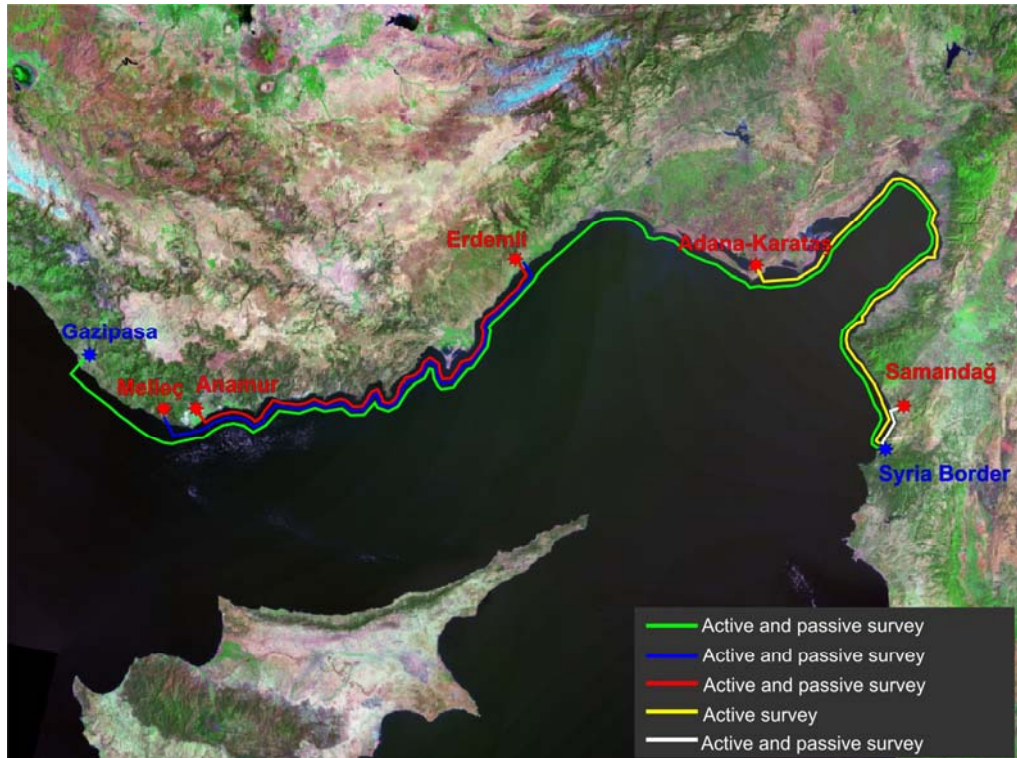 Erdemli
Adana-Karataş
Gazipasa
Melleç
Anamur
Samandağ
Syria Border
Active and passive survey
Active and passive survey
Active and passive survey
Active survey
Active and passive survey